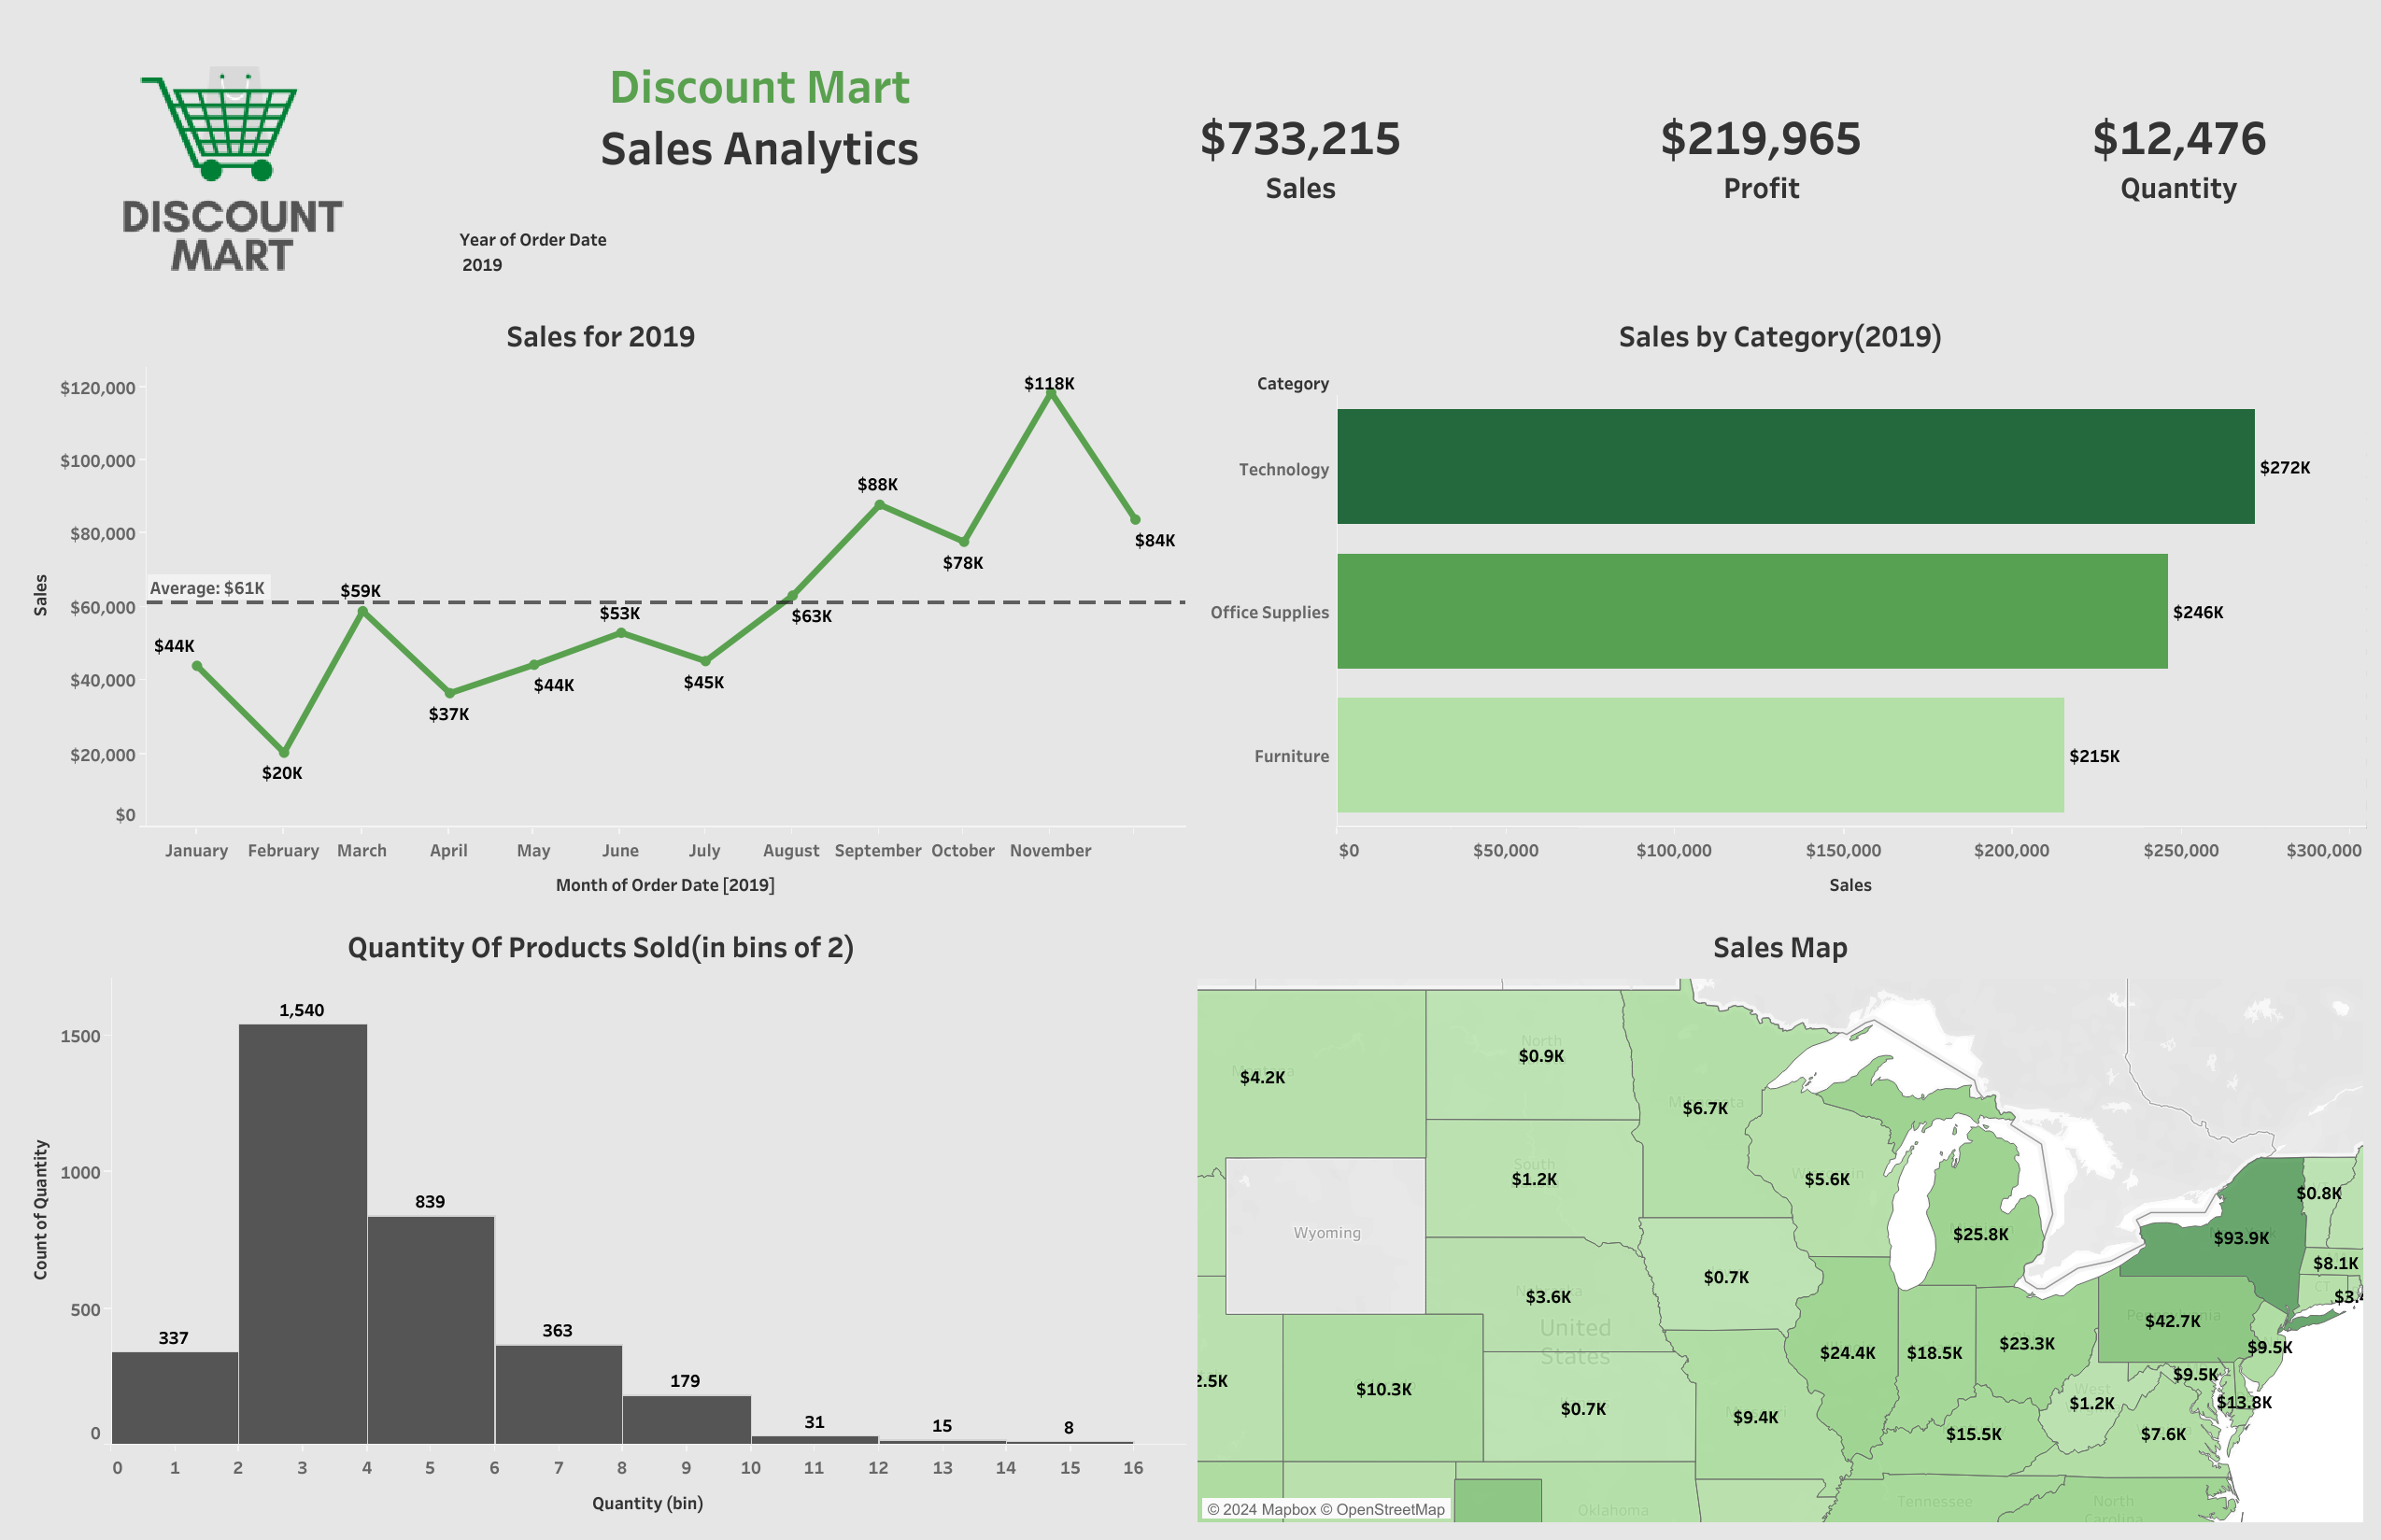 DISCOUNT
MART
Discount Mart
Sales Analytics
Year of Order Date
2019
$733,215
Sales
$219,965
Profit
$12,476
Quantity
Sales for 2019
$120,000
$100,000
$80,000
$60,000
$40,000
$20,000
$0
Sales
Average: $61K
$44K
$20K
$59K
$37K
$44K
$53K
$45K
$63K
$88K
$78K
$118K
$84K
January February March April May June July August September October November
Month of Order Date [2019]
Sales by Category(2019)
Category
Technology
$272K
Office Supplies
$246K
Furniture
$215K
$0 $50,000 $100,000 $150,000 $200,000 $250,000 $300,000
Sales
Quantity Of Products Sold(in bins of 2)
1500
1000
500
0
Count of Quantity
337
1,540
839
363
179
31
15
8
0 1 2 3 4 5 6 7 8 9 10 11 12 13 14 15 16
Quantity (bin)
Sales Map
North
$0.9K
$4.2K
$6.7K
South
$1.2K
$5.6K
$0.8K
Wyoming
$25.8K
$93.9K
$8.1K
$0.7K
$3.6K
United
States
Pennsylvania
$42.7K
$24.4K
$18.5K
$23.3K
$9.5K
2.5K
$10.3K
$0.7K
$9.4K
$9.5K
West
$1.2K
$13.8K
$15.5K
$7.6K
Oklahoma
Tennessee
North
Carolina
© 2024 Mapbox © OpenStreetMap